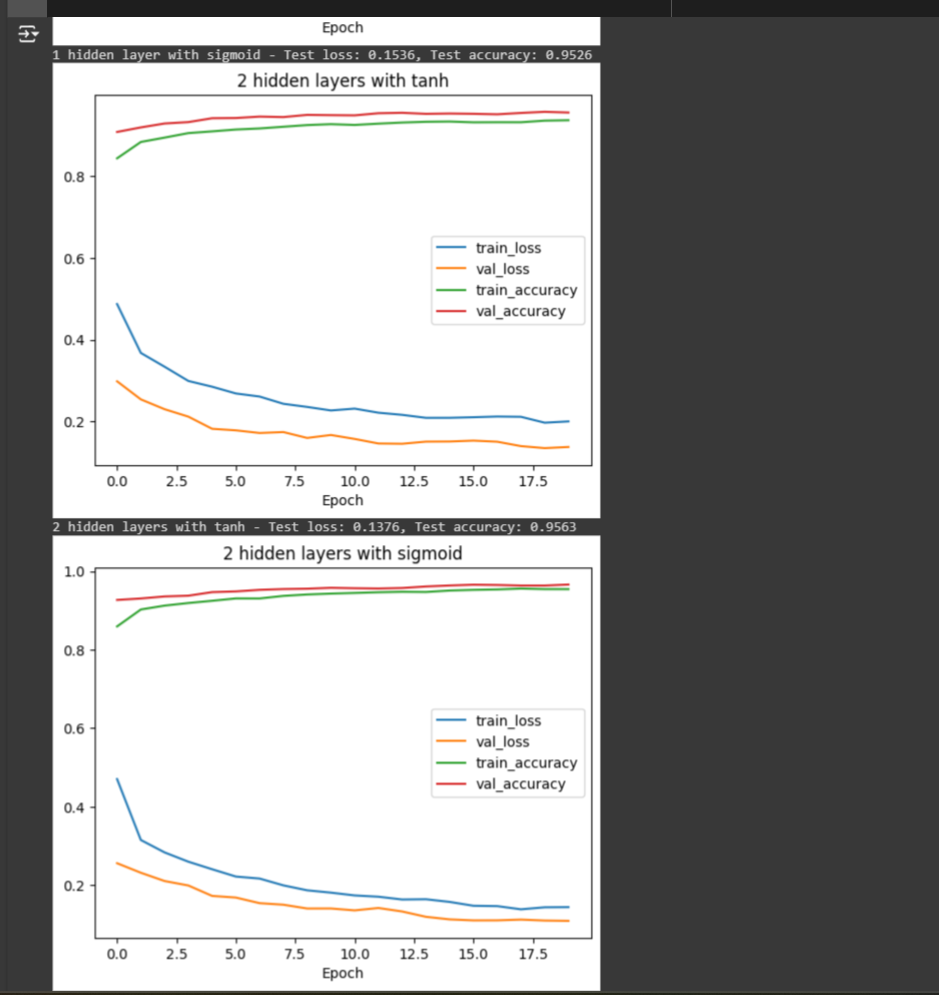 Epoch
1 hidden layer with sigmoid - Test loss: 0.1536, Test accuracy: 0.9526
2 hidden layers with tanh
0.8
0.6
0.4
0.2
train_loss
val_loss
train_accuracy
val_accuracy
0.0 2.5 5.0 7.5 10.0 12.5 15.0 17.5
Epoch
2 hidden layers with tanh - Test loss: 0.1376, Test accuracy: 0.9563
2 hidden layers with sigmoid
1.0
0.8
0.6
0.4
0.2
train_loss
val_loss
train_accuracy
val_accuracy
0.0 2.5 5.0 7.5 10.0 12.5 15.0 17.5
Epoch